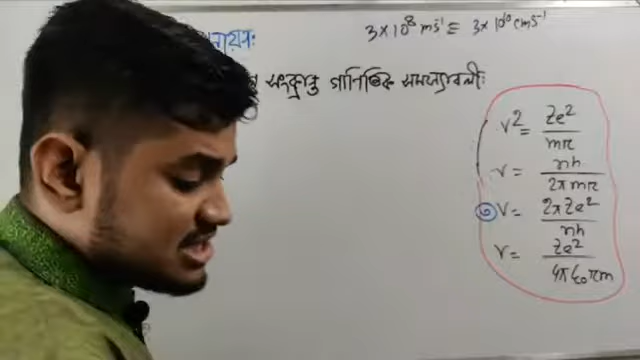 3×10⁸ ms⁻¹ ≡ 3×10¹⁰ cms⁻¹
সংক্রান্ত গাণিতিক সমস্যাবলীঃ
v² = Ze²/mr
v = nh/2πmr
③ v = 2πZe²/nh
v = Ze²/4πε₀rm